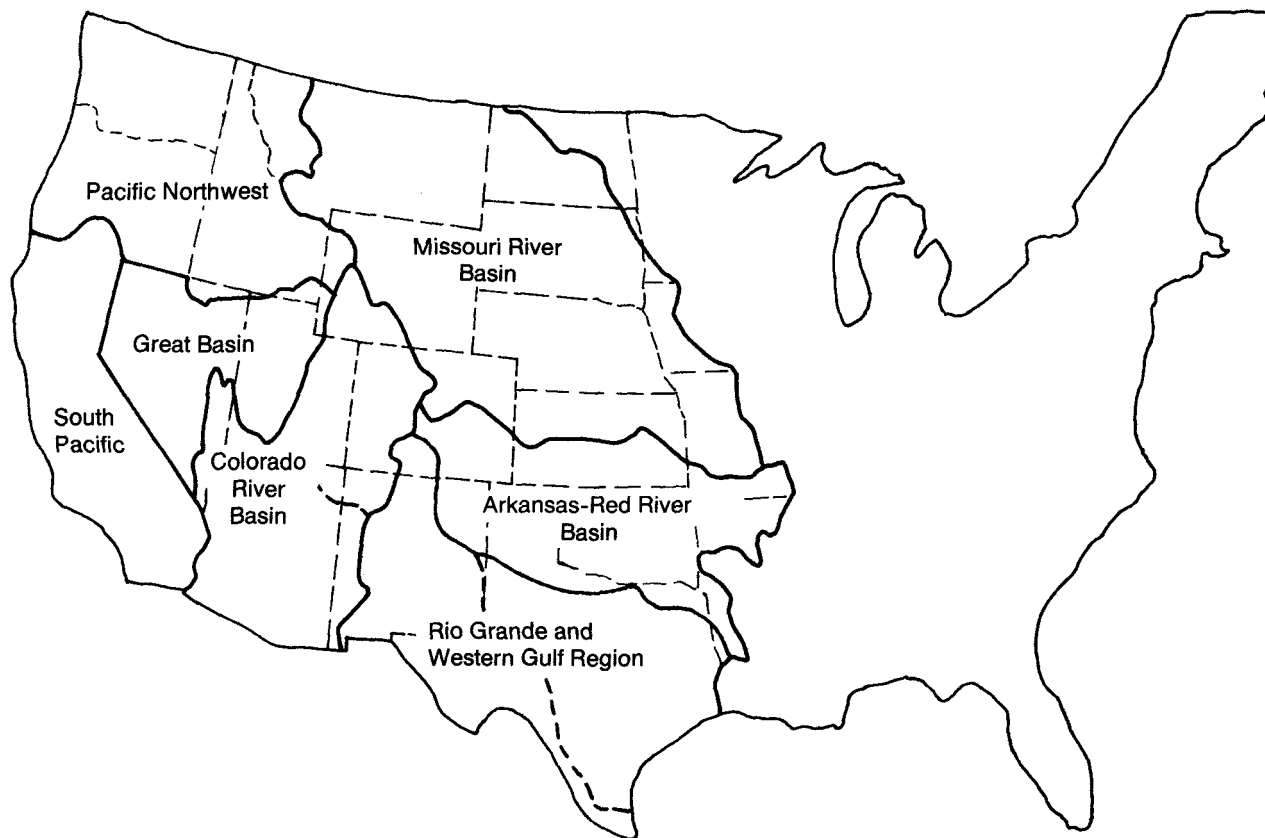 Pacific Northwest
Missouri River
Basin
Great Basin
South
Pacific
Colorado
River
Basin
Arkansas-Red River
Basin
Rio Grande and
Western Gulf Region